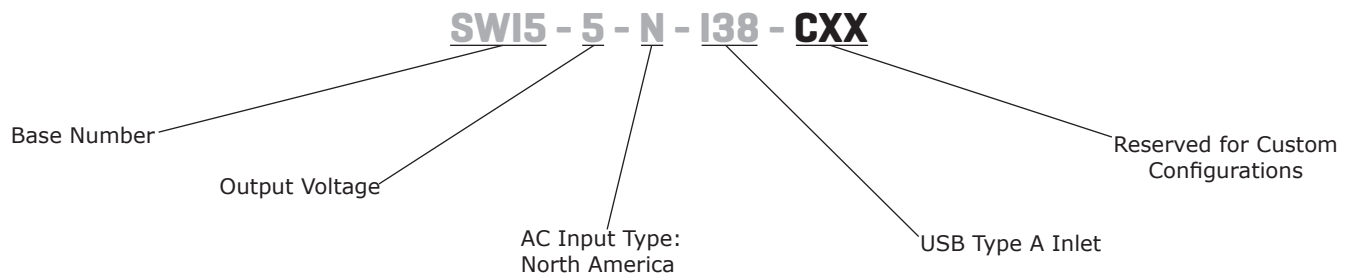 SWI5 - 5 - N - I38 - CXX
Base Number
Reserved for Custom
Configurations
Output Voltage
AC Input Type:
North America
USB Type A Inlet